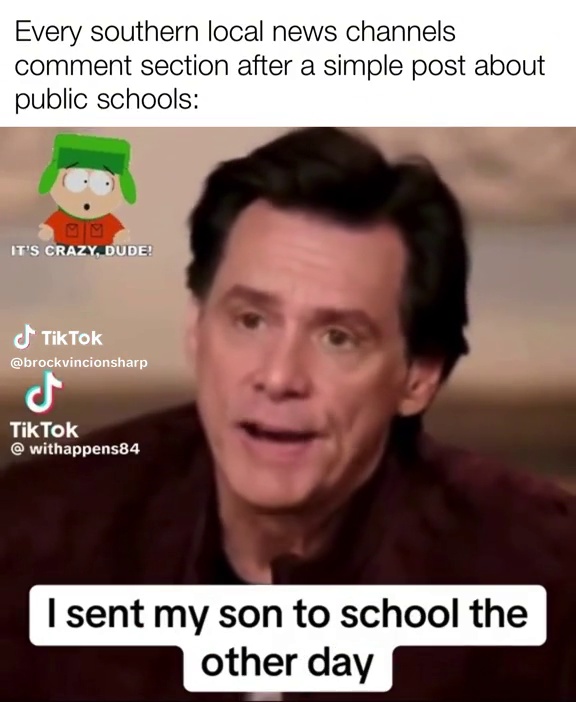 Every southern local news channels
comment section after a simple post about
public schools:
IT'S CRAZY, DUDE!
TikTok
@brockvincionsharp
TikTok
@ withappens84
I sent my son to school the
other day